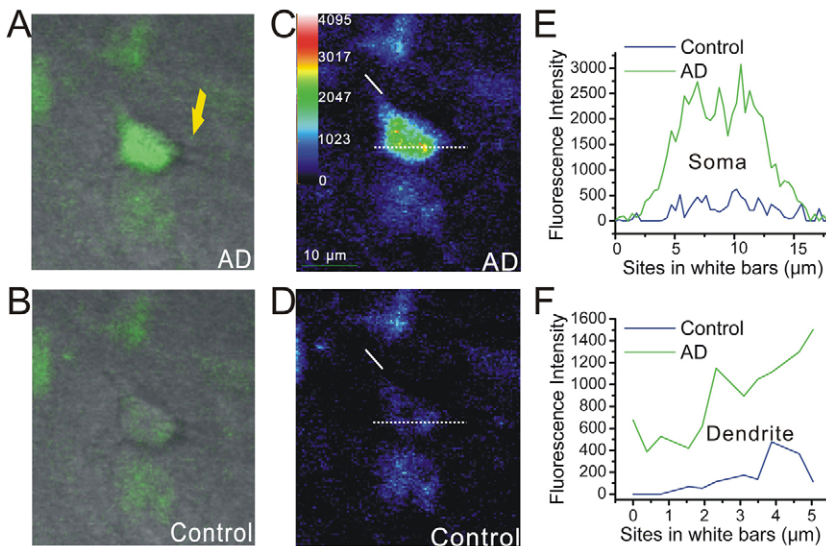 A
AD
B
Control
C
4095
3017
2047
1023
0
10 μm
AD
D
Control
E
Control
AD
Fluorescence Intensity
3000
2500
2000
1500
1000
500
0
Soma
0 5 10 15
Sites in white bars (μm)
F
Control
AD
Fluorescence Intensity
1600
1400
1200
1000
800
600
400
200
0
Dendrite
0 1 2 3 4 5
Sites in white bars (μm)